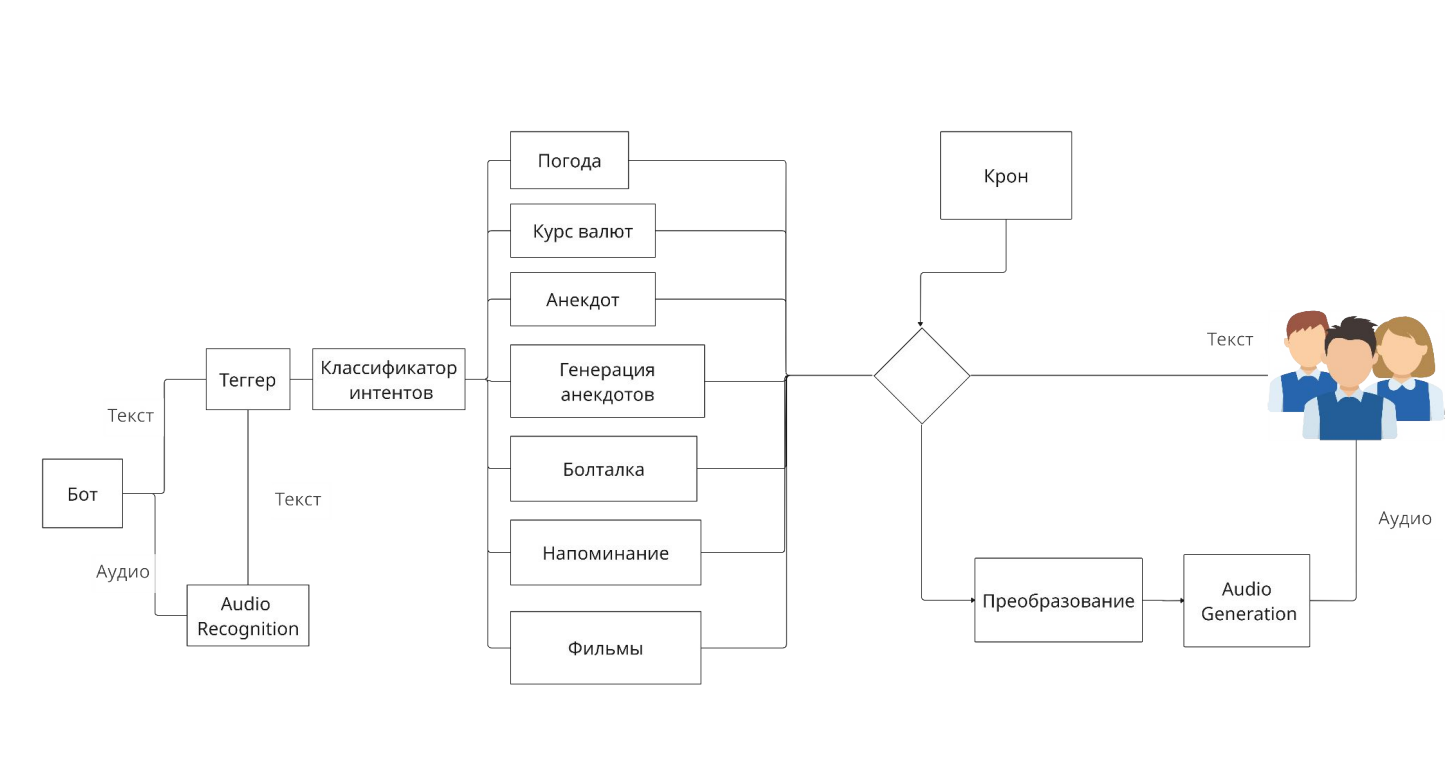 Погода
Крон
Курс валют
Анекдот
Текст
Теггер
Классификатор
интентов
Генерация
анекдотов
Текст
Болталка
Бот
Текст
Аудио
Напоминание
Аудио
Audio
Recognition
Преобразование
Audio
Generation
Фильмы